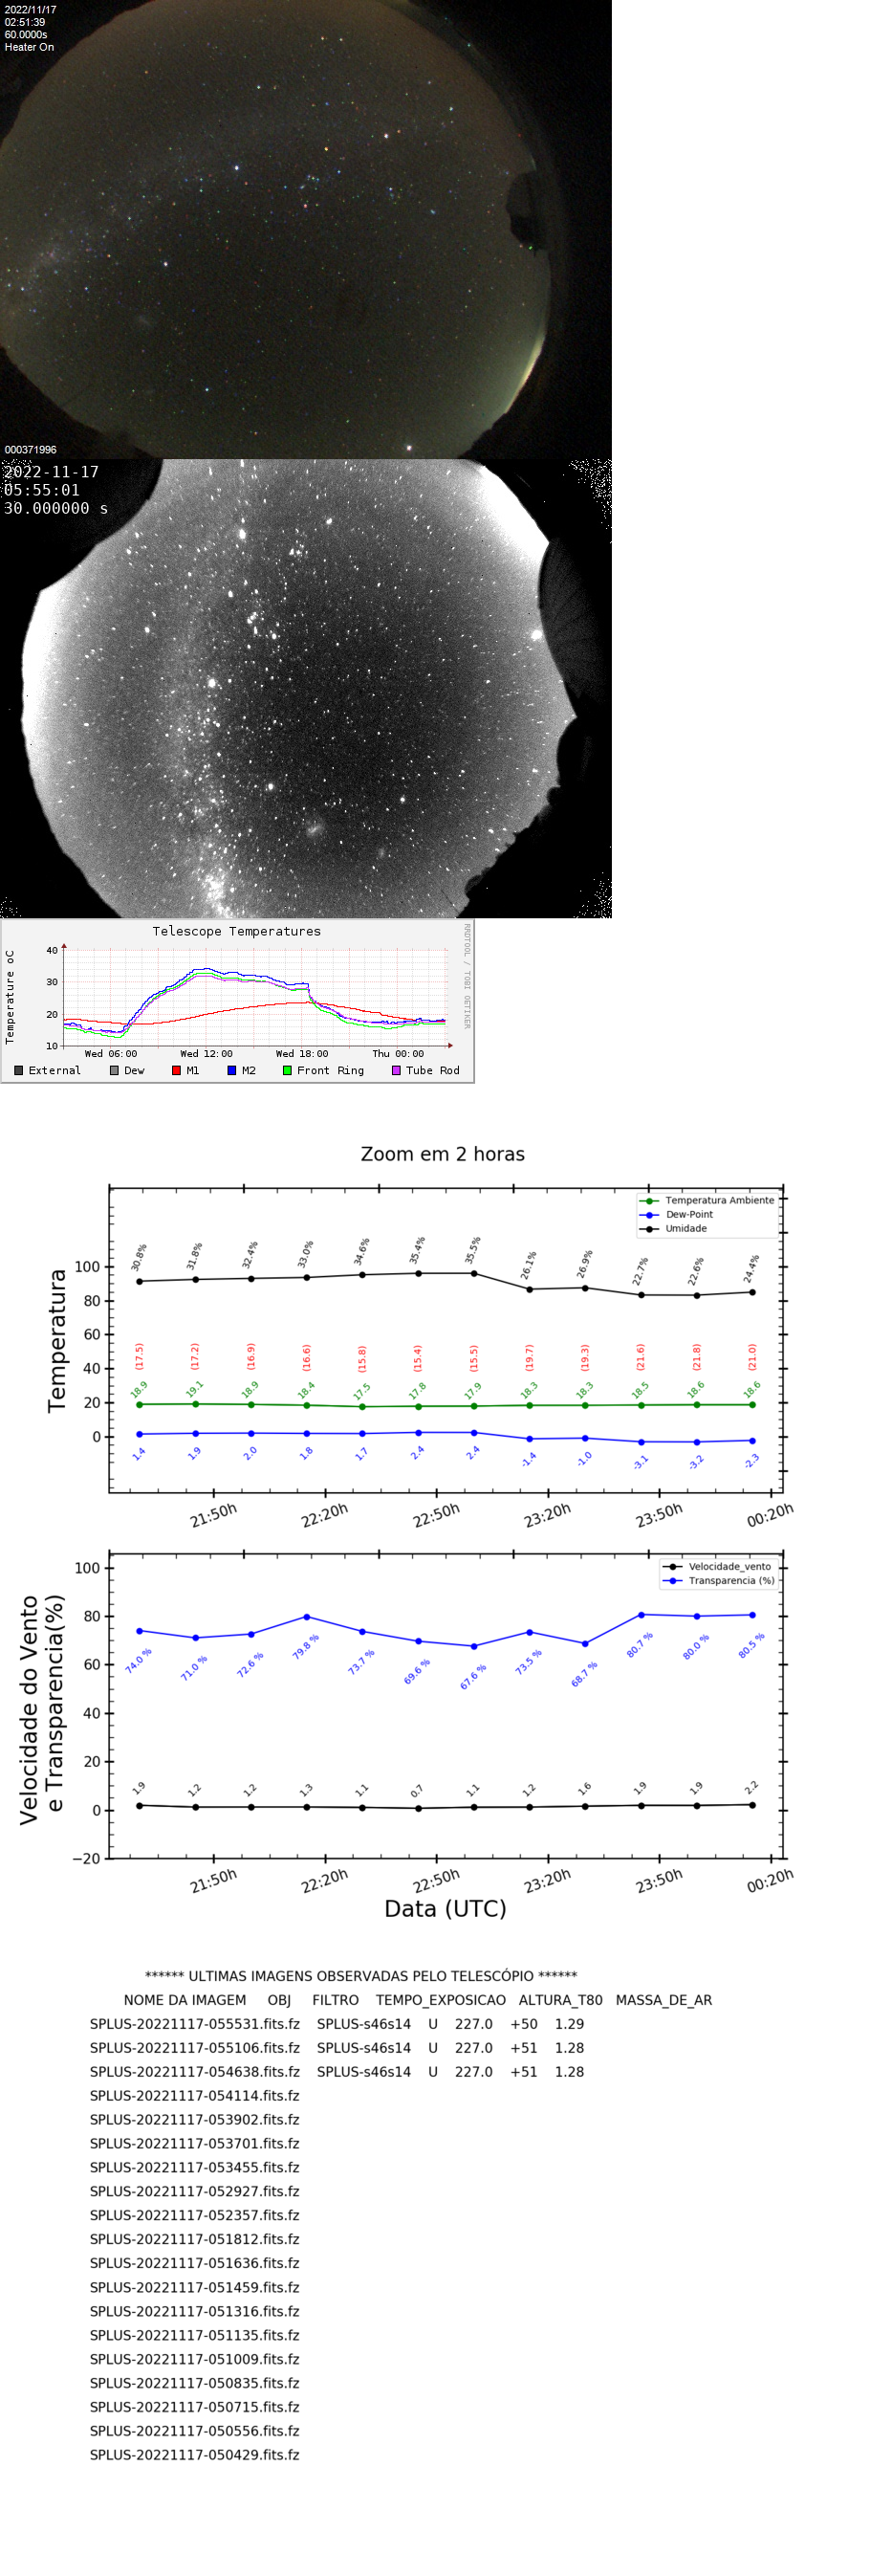 2022/11/17
02:51:39
60.0000s
Heater On
000371996
2022-11-17
05:55:01
30.000000 s
Telescope Temperatures
Temperature oC
40
30
20
10
Wed 06:00 Wed 12:00 Wed 18:00 Thu 00:00
External Dew M1 M2 Front Ring Tube Rod
RRDTOOL / TOBI OETIKER
Zoom em 2 horas
Temperatura Ambiente
Dew-Point
Umidade
Temperatura
100
80
60
40
20
0
30.8% 31.8% 32.4% 33.0% 34.6% 35.4% 35.5% 26.1% 26.9% 22.7% 22.6% 24.4%
(17.5) (17.2) (16.9) (16.6) (15.8) (15.4) (15.5) (19.7) (19.3) (21.6) (21.8) (21.0)
18.9 19.1 18.9 18.4 17.5 17.8 17.9 18.3 18.3 18.5 18.6 18.6
1.4 1.9 2.0 1.8 1.7 2.4 2.4 -1.4 -1.0 -3.1 -3.2 -2.3
21:50h 22:20h 22:50h 23:20h 23:50h 00:20h
Velocidade_vento
Transparencia (%)
Velocidade do Vento
e Transparencia(%)
100
80
60
40
20
0
−20
74.0 % 71.0 % 72.6 % 79.8 % 73.7 % 69.6 % 67.6 % 73.5 % 68.7 % 80.7 % 80.0 % 80.5 %
1.9 1.2 1.2 1.3 1.1 0.7 1.1 1.2 1.6 1.9 1.9 2.2
21:50h 22:20h 22:50h 23:20h 23:50h 00:20h
Data (UTC)
****** ULTIMAS IMAGENS OBSERVADAS PELO TELESCÓPIO ******
NOME DA IMAGEM OBJ FILTRO TEMPO_EXPOSICAO ALTURA_T80 MASSA_DE_AR
SPLUS-20221117-055531.fits.fz SPLUS-s46s14 U 227.0 +50 1.29
SPLUS-20221117-055106.fits.fz SPLUS-s46s14 U 227.0 +51 1.28
SPLUS-20221117-054638.fits.fz SPLUS-s46s14 U 227.0 +51 1.28
SPLUS-20221117-054114.fits.fz
SPLUS-20221117-053902.fits.fz
SPLUS-20221117-053701.fits.fz
SPLUS-20221117-053455.fits.fz
SPLUS-20221117-052927.fits.fz
SPLUS-20221117-052357.fits.fz
SPLUS-20221117-051812.fits.fz
SPLUS-20221117-051636.fits.fz
SPLUS-20221117-051459.fits.fz
SPLUS-20221117-051316.fits.fz
SPLUS-20221117-051135.fits.fz
SPLUS-20221117-051009.fits.fz
SPLUS-20221117-050835.fits.fz
SPLUS-20221117-050715.fits.fz
SPLUS-20221117-050556.fits.fz
SPLUS-20221117-050429.fits.fz